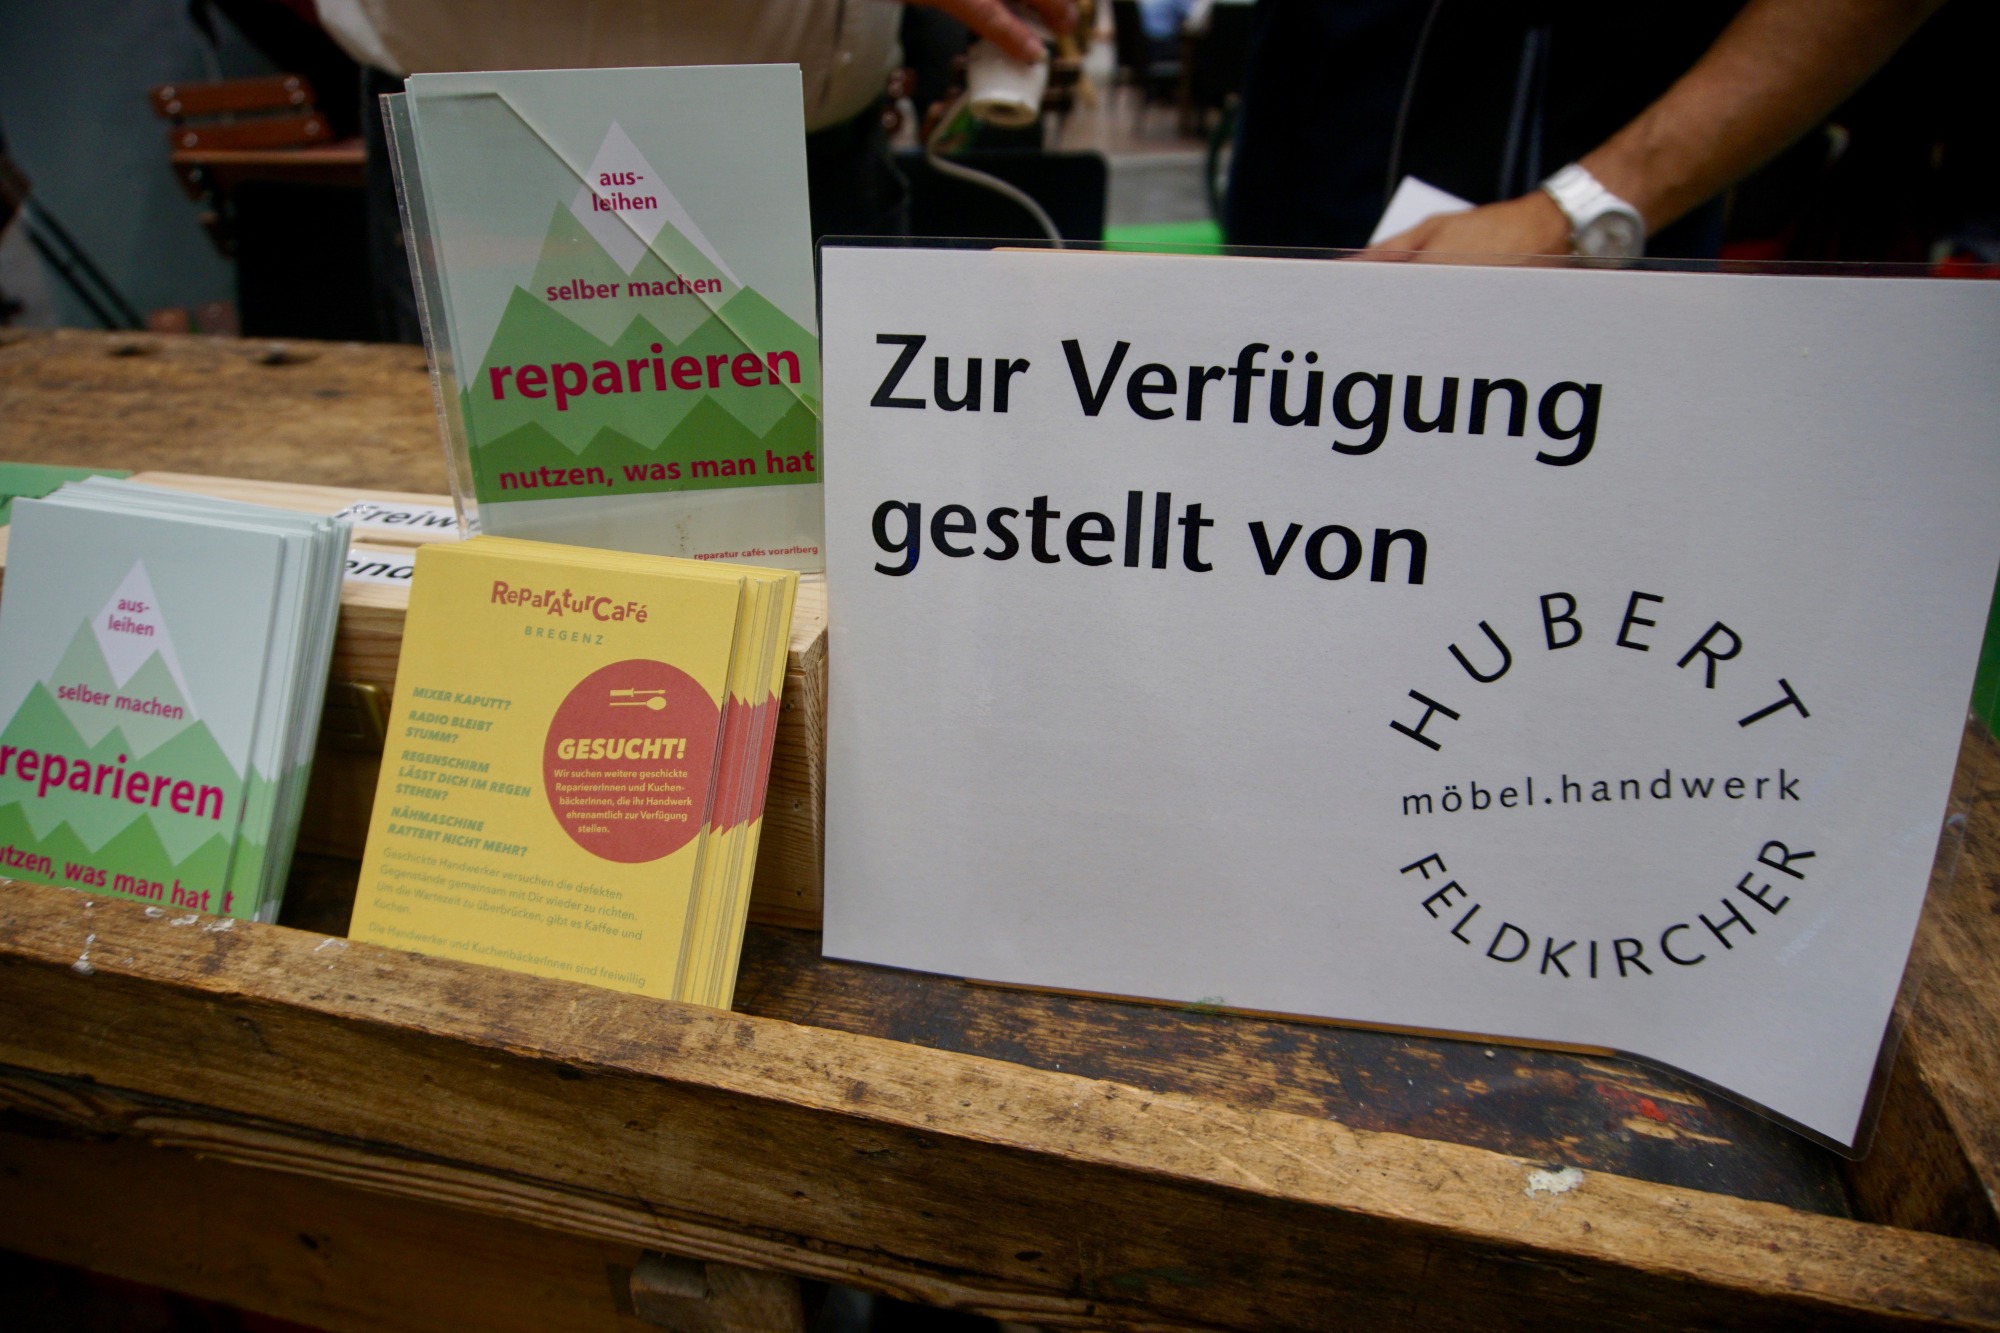 aus-
leihen
selber machen
reparieren
nutzen, was man hat
reparatur cafés vorarlberg
aus-
leihen
selber machen
reparieren
was man hat
ReparaturCafé
BREGENZ
MIXER KAPUTT?
RADIO BLEIBT
STUMM?
REGENSCHIRM
LÄSST DICH IM REGEN
STEHEN?
NÄHMASCHINE
RATTERT NICHT MEHR?
GESUCHT!
Wir suchen weitere geschickte
RepariererInnen und Kuchen-
bäckerInnen, die ihr Handwerk
ehrenamtlich zur Verfügung
stellen.
Geschickte Handwerker versuchen die defekten
Gegenstände gemeinsam mit Dir wieder zu richten.
Um die Wartezeit zu überbrücken, gibt es Kaffee und
Kuchen.
Die Handwerker und KuchenbäckerInnen sind freiwillig
Zur Verfügung
gestellt von
HUBERT
möbel.handwerk
FELDKIRCHER